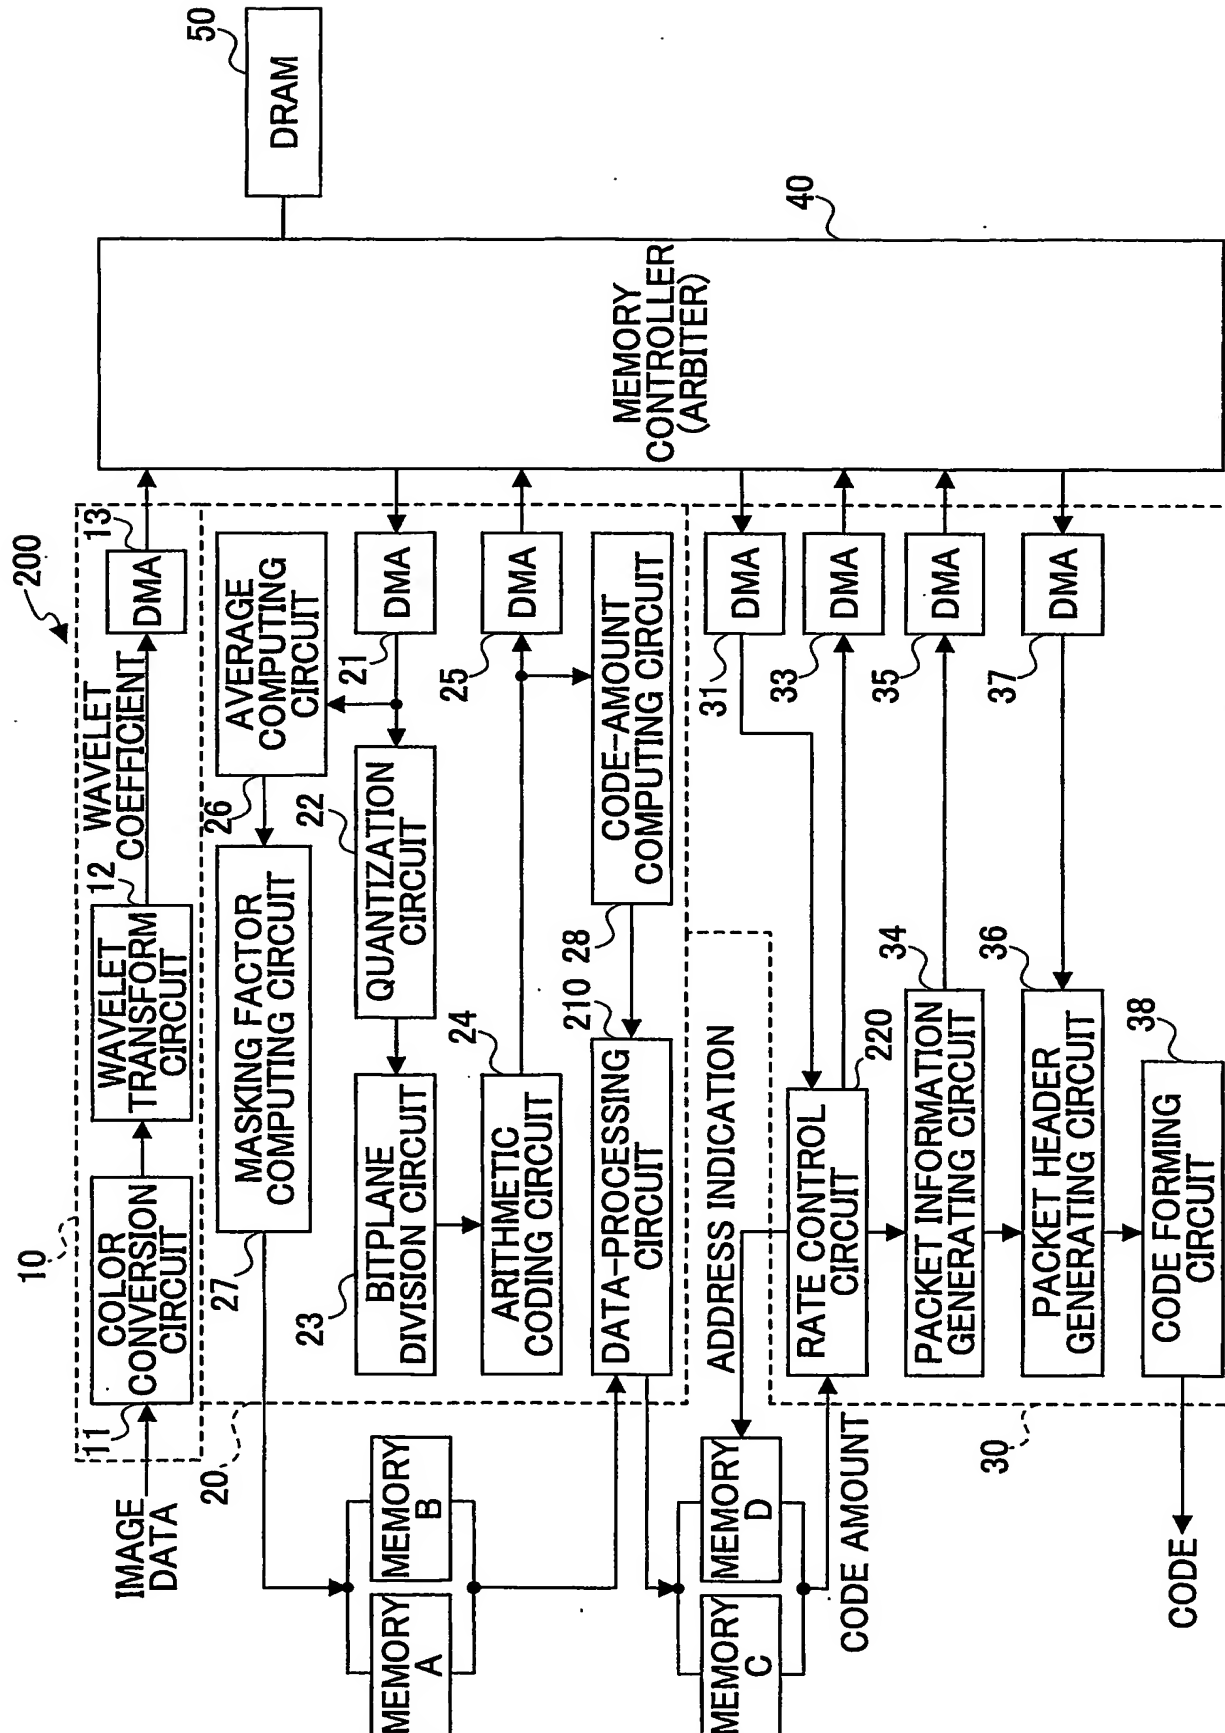 200
10
IMAGE
DATA
11
COLOR
CONVERSION
CIRCUIT
12
WAVELET
TRANSFORM
CIRCUIT
WAVELET
COEFFICIENT
13
DMA
50
DRAM
20
27
MASKING FACTOR
COMPUTING CIRCUIT
26
AVERAGE
COMPUTING
CIRCUIT
21
DMA
22
QUANTIZATION
CIRCUIT
23
BITPLANE
DIVISION CIRCUIT
24
ARITHMETIC
CODING CIRCUIT
25
DMA
28
CODE-AMOUNT
COMPUTING CIRCUIT
210
DATA-PROCESSING
CIRCUIT
MEMORY
A
MEMORY
B
MEMORY
C
MEMORY
D
MEMORY
CONTROLLER
(ARBITER)
40
ADDRESS INDICATION
CODE AMOUNT
30
31
DMA
220
RATE CONTROL
CIRCUIT
33
DMA
34
PACKET INFORMATION
GENERATING CIRCUIT
35
DMA
36
PACKET HEADER
GENERATING CIRCUIT
37
DMA
38
CODE FORMING
CIRCUIT
CODE